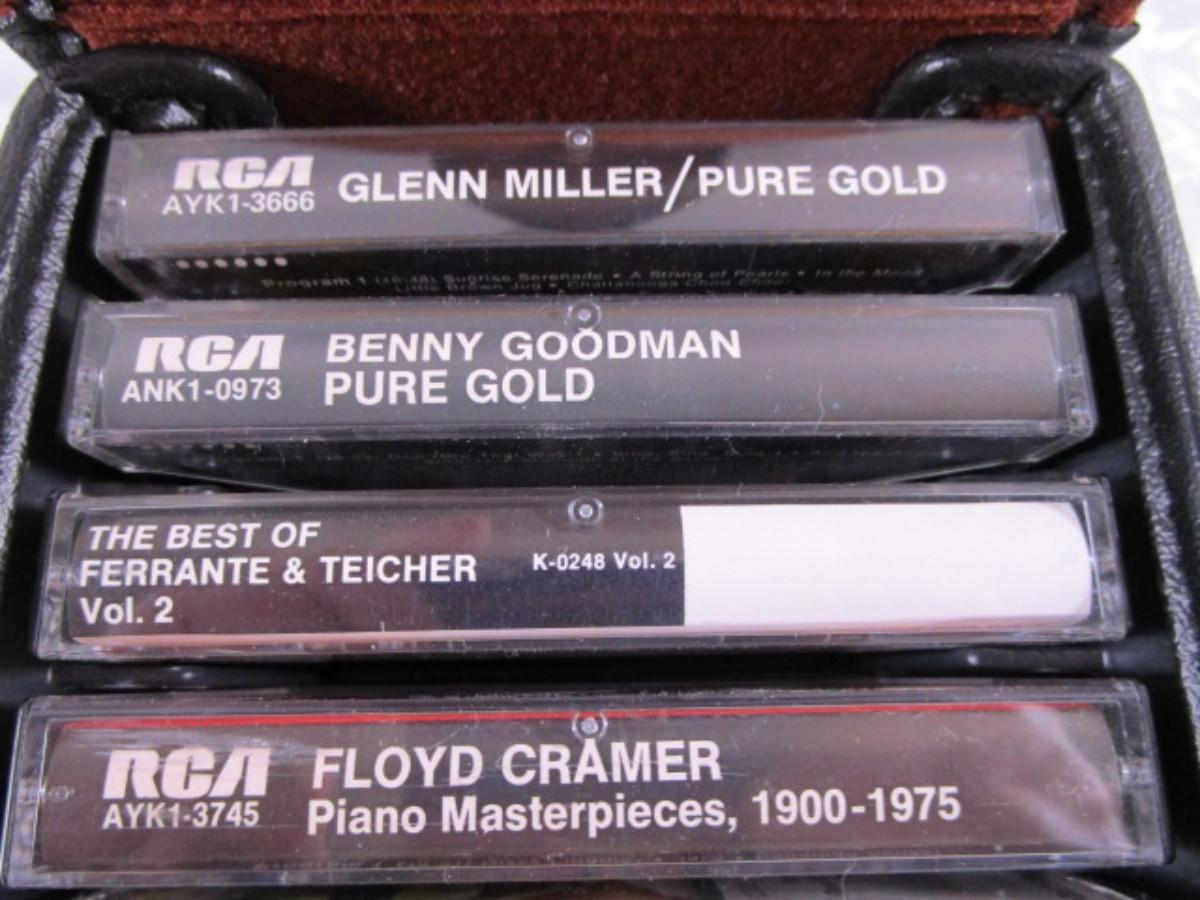 RCA
AYK1-3666
GLENN MILLER/PURE GOLD
Program 1 Sunrise Serenade • A String of Pearls • In the Mood
Little Brown Jug • Chattanooga Choo Choo
RCA
ANK1-0973
BENNY GOODMAN
PURE GOLD
THE BEST OF
FERRANTE & TEICHER
Vol. 2
K-0248 Vol. 2
RCA
AYK1-3745
FLOYD CRAMER
Piano Masterpieces, 1900-1975